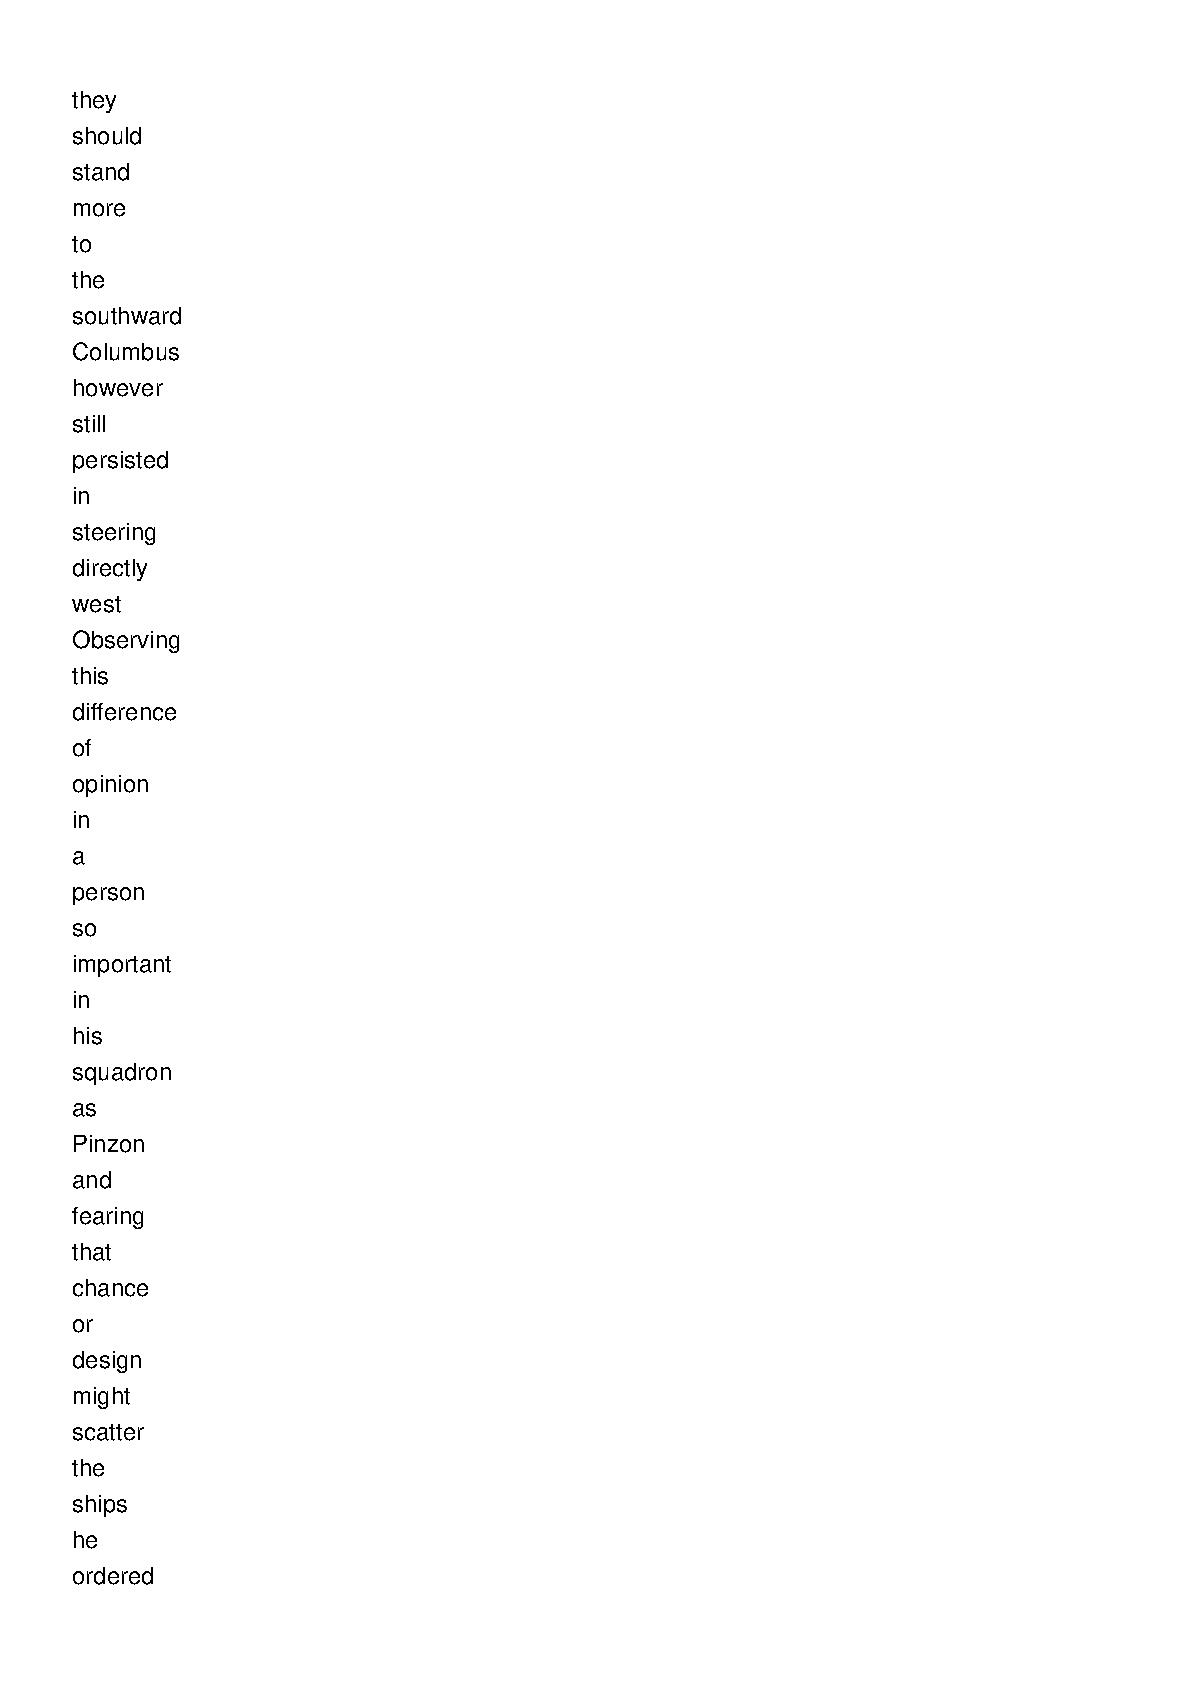 they
should
stand
more
to
the
southward
Columbus
however
still
persisted
in
steering
directly
west
Observing
this
difference
of
opinion
in
a
person
so
important
in
his
squadron
as
Pinzon
and
fearing
that
chance
or
design
might
scatter
the
ships
he
ordered